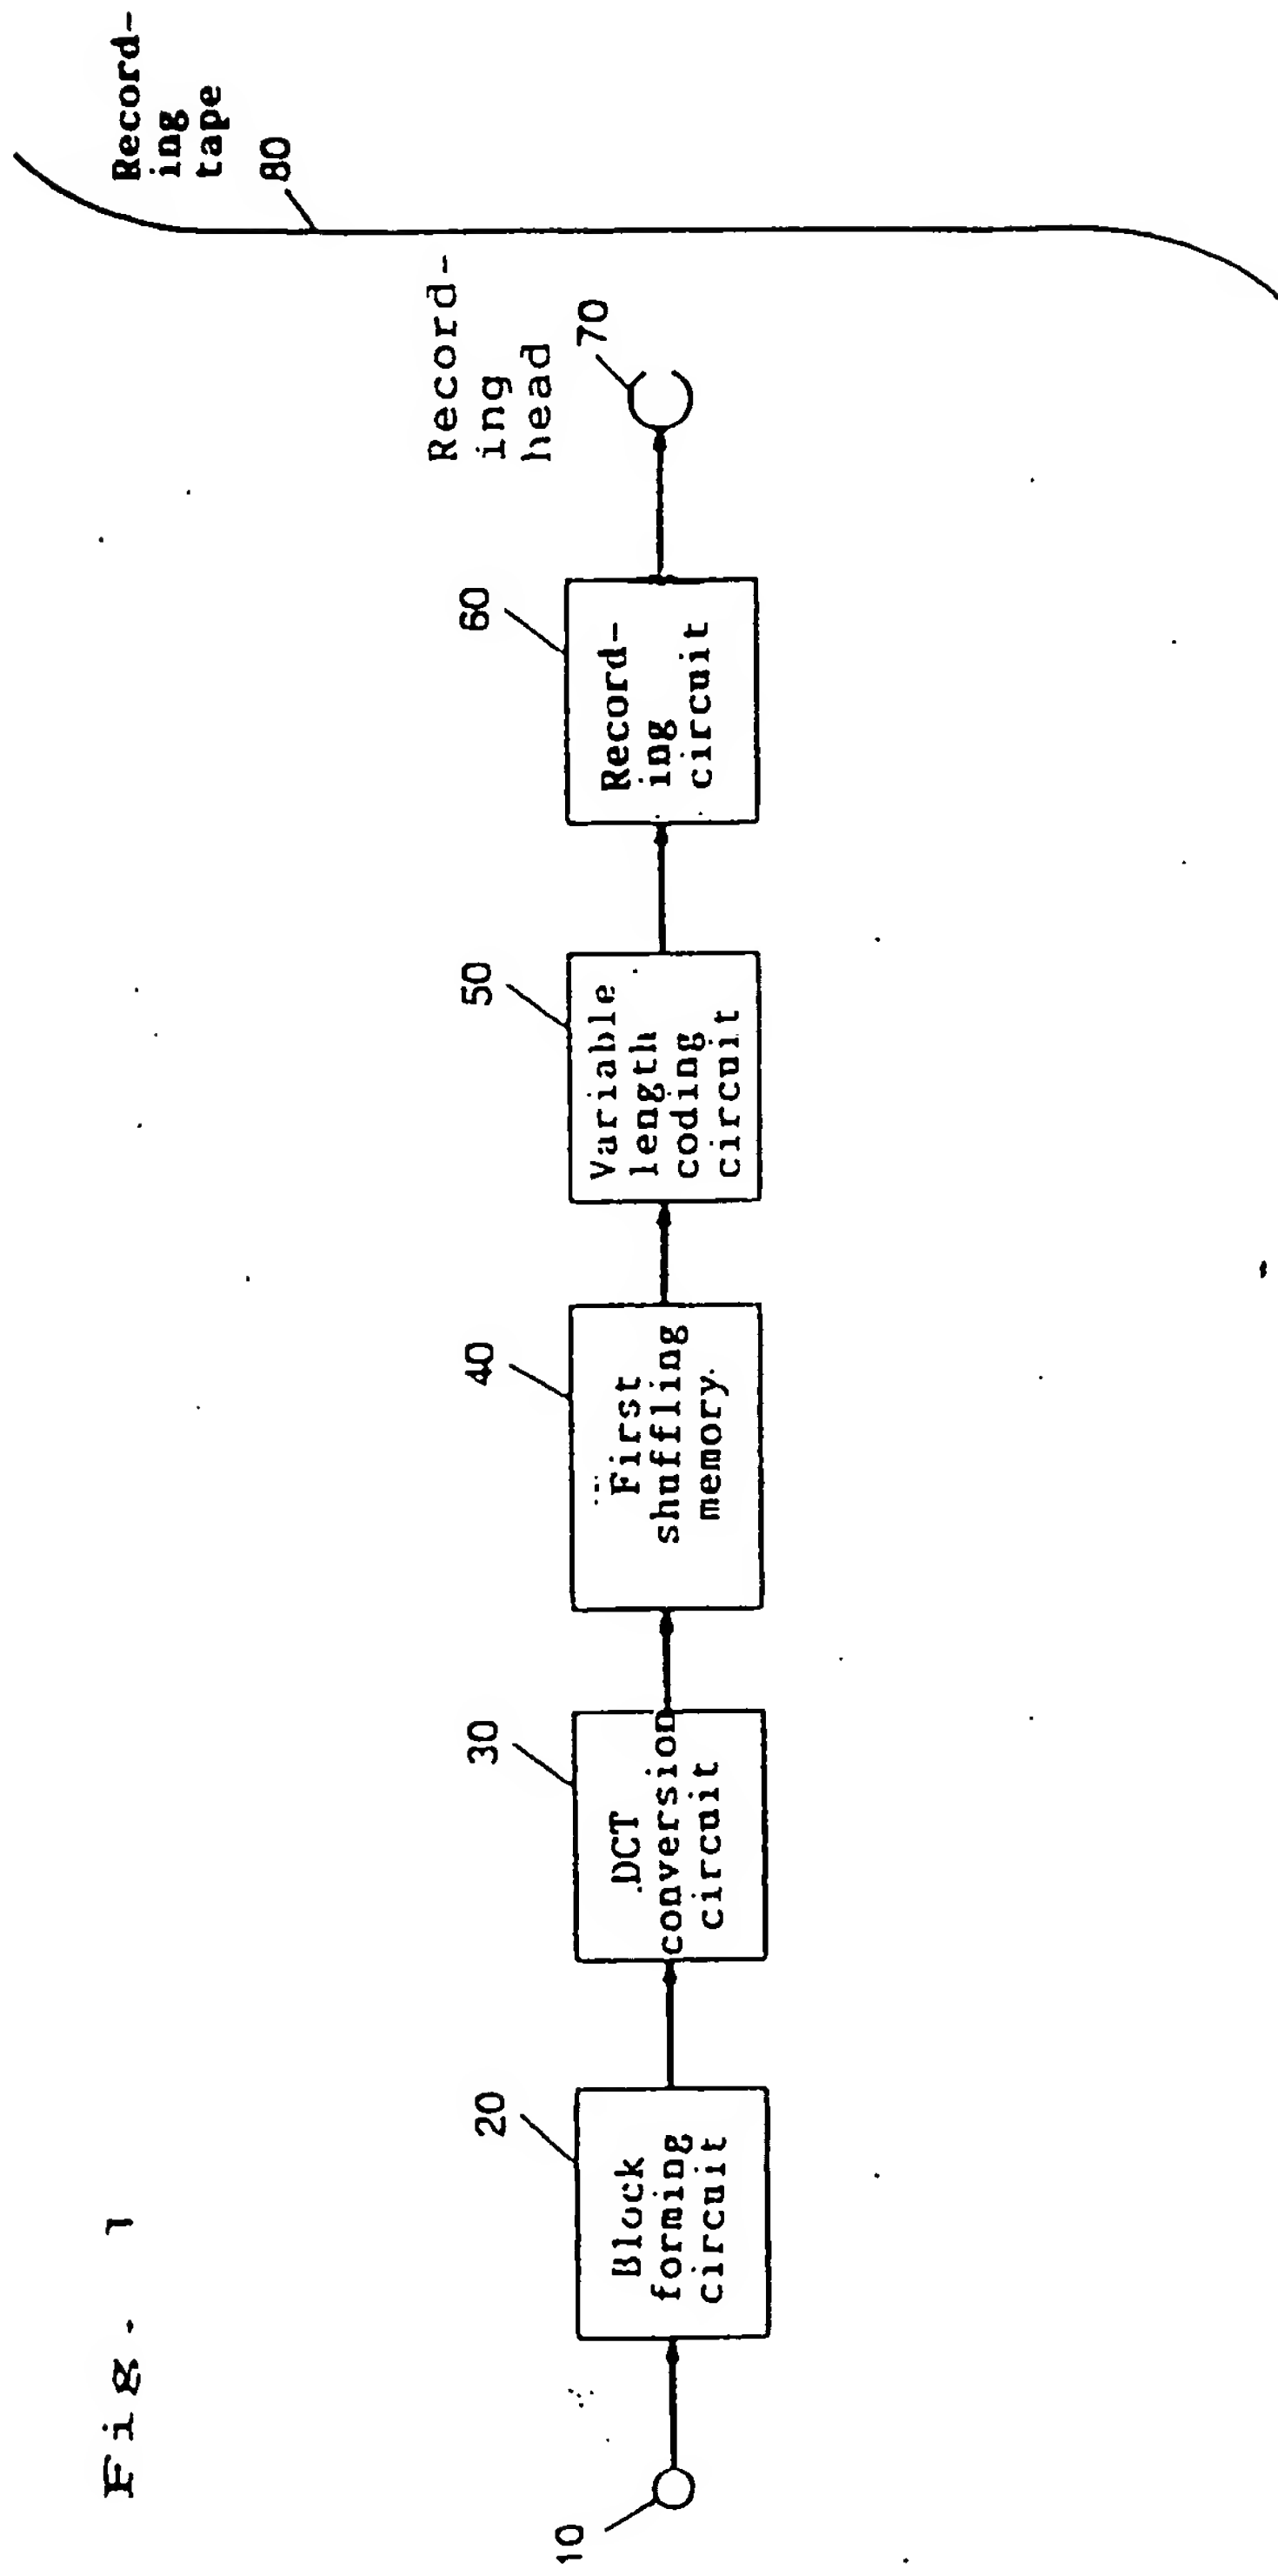 Fig. 1
10
20
Block
forming
circuit
30
DCT
conversion
circuit
40
First
shuffling
memory
50
Variable
length
coding
circuit
60
Record-
ing
circuit
Record-
ing
head
70
Record-
ing
tape
80